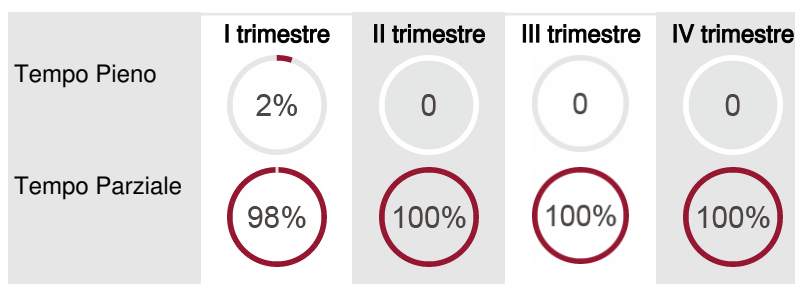 I trimestre II trimestre III trimestre IV trimestre
Tempo Pieno 2% 0 0 0
Tempo Parziale 98% 100% 100% 100%